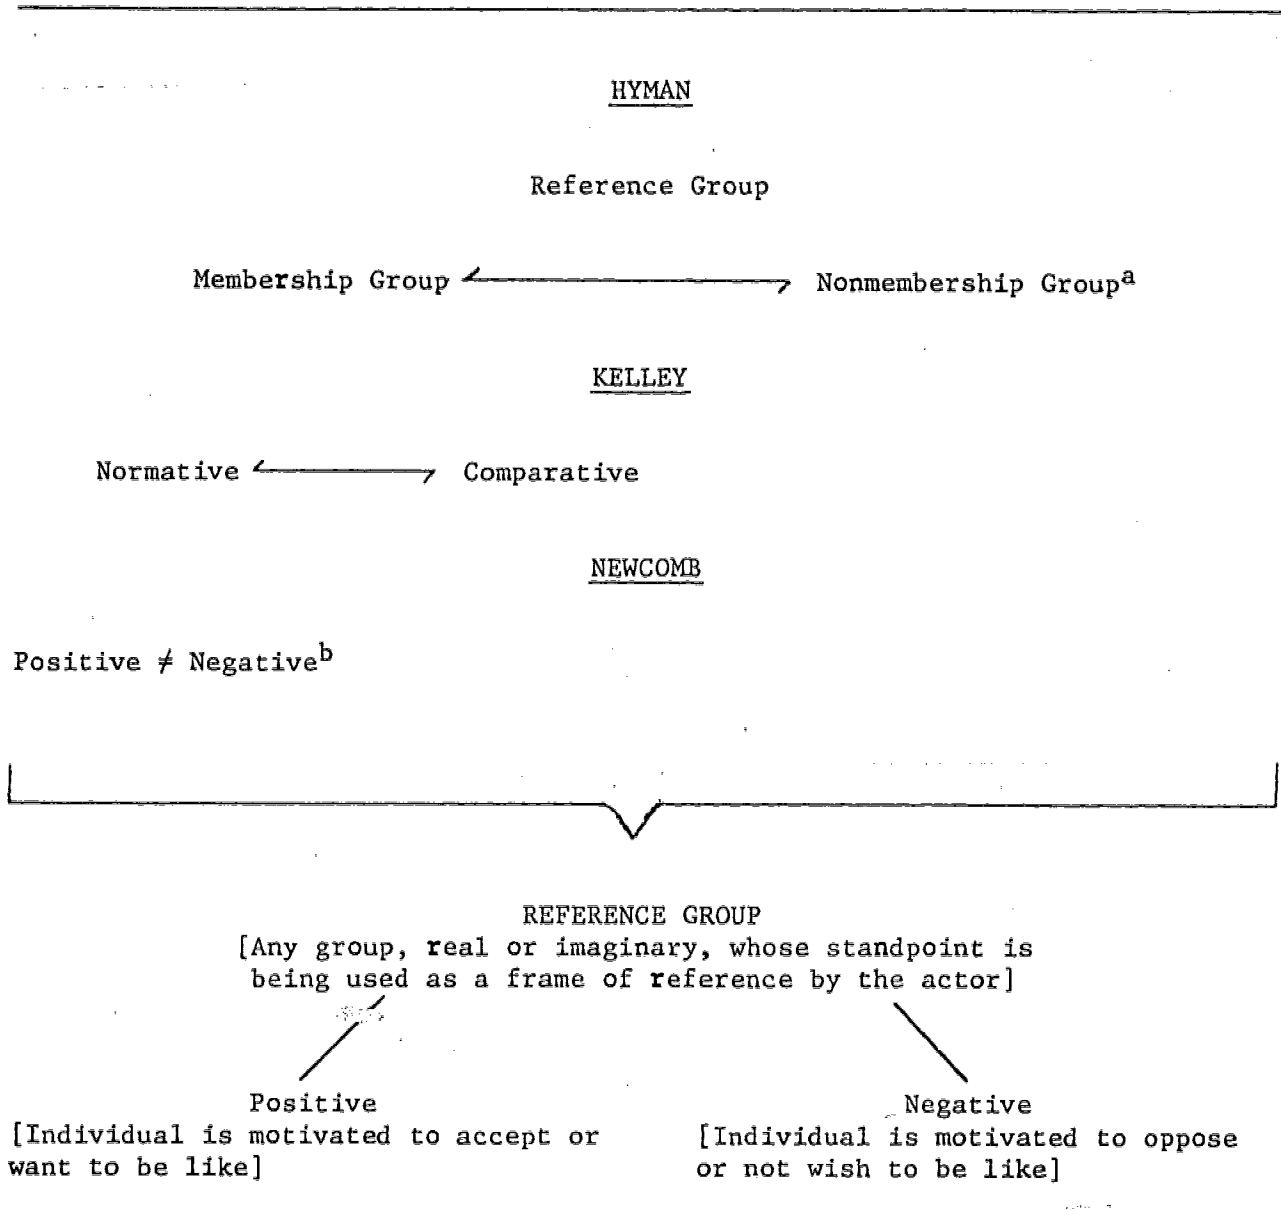 HYMAN
Reference Group
Membership Group Nonmembership Groupa
KELLEY
Normative Comparative
NEWCOMB
Positive ≠ Negativeb
REFERENCE GROUP
[Any group, real or imaginary, whose standpoint is
being used as a frame of reference by the actor]
Positive
[Individual is motivated to accept or
want to be like]
Negative
[Individual is motivated to oppose
or not wish to be like]